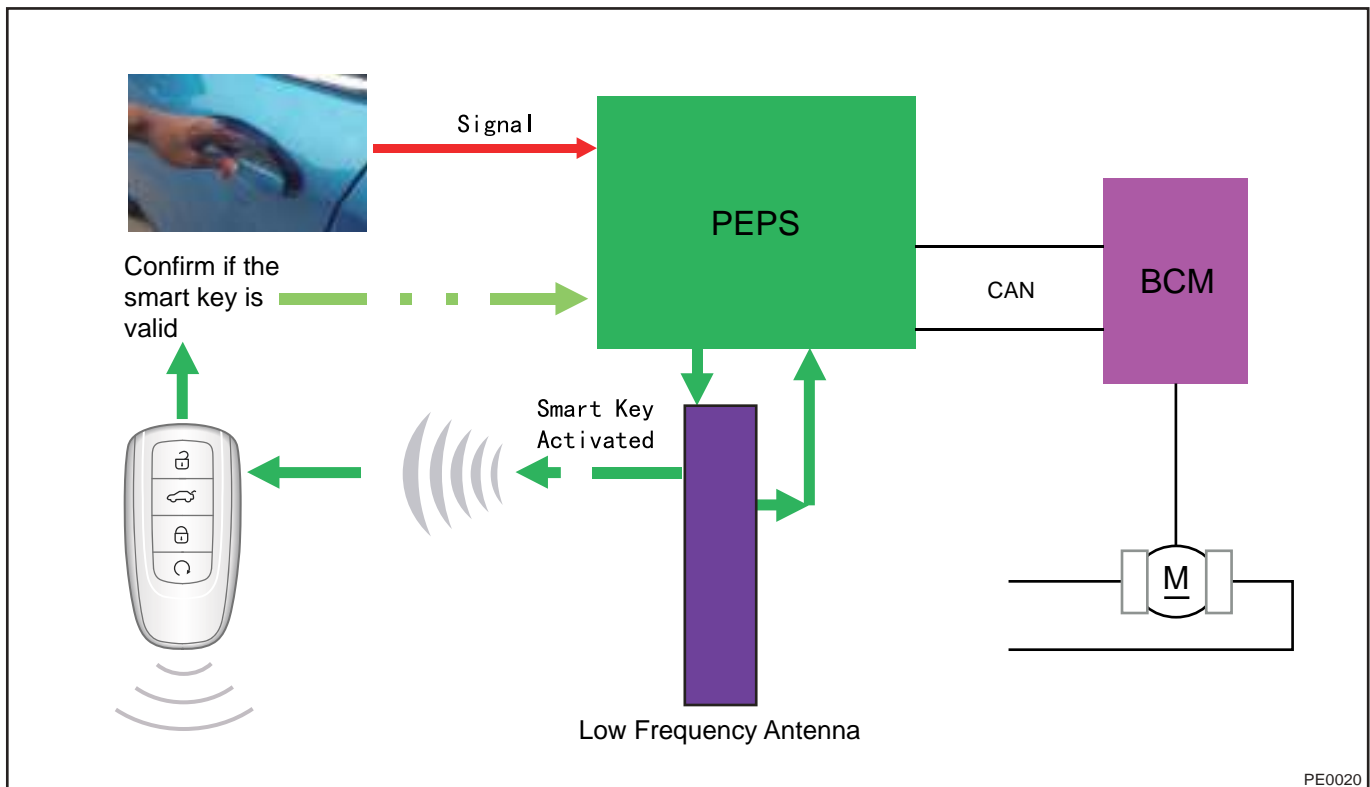 Signal
PEPS
Confirm if the
smart key is
valid
CAN
BCM
Smart Key
Activated
M
Low Frequency Antenna
PE0020